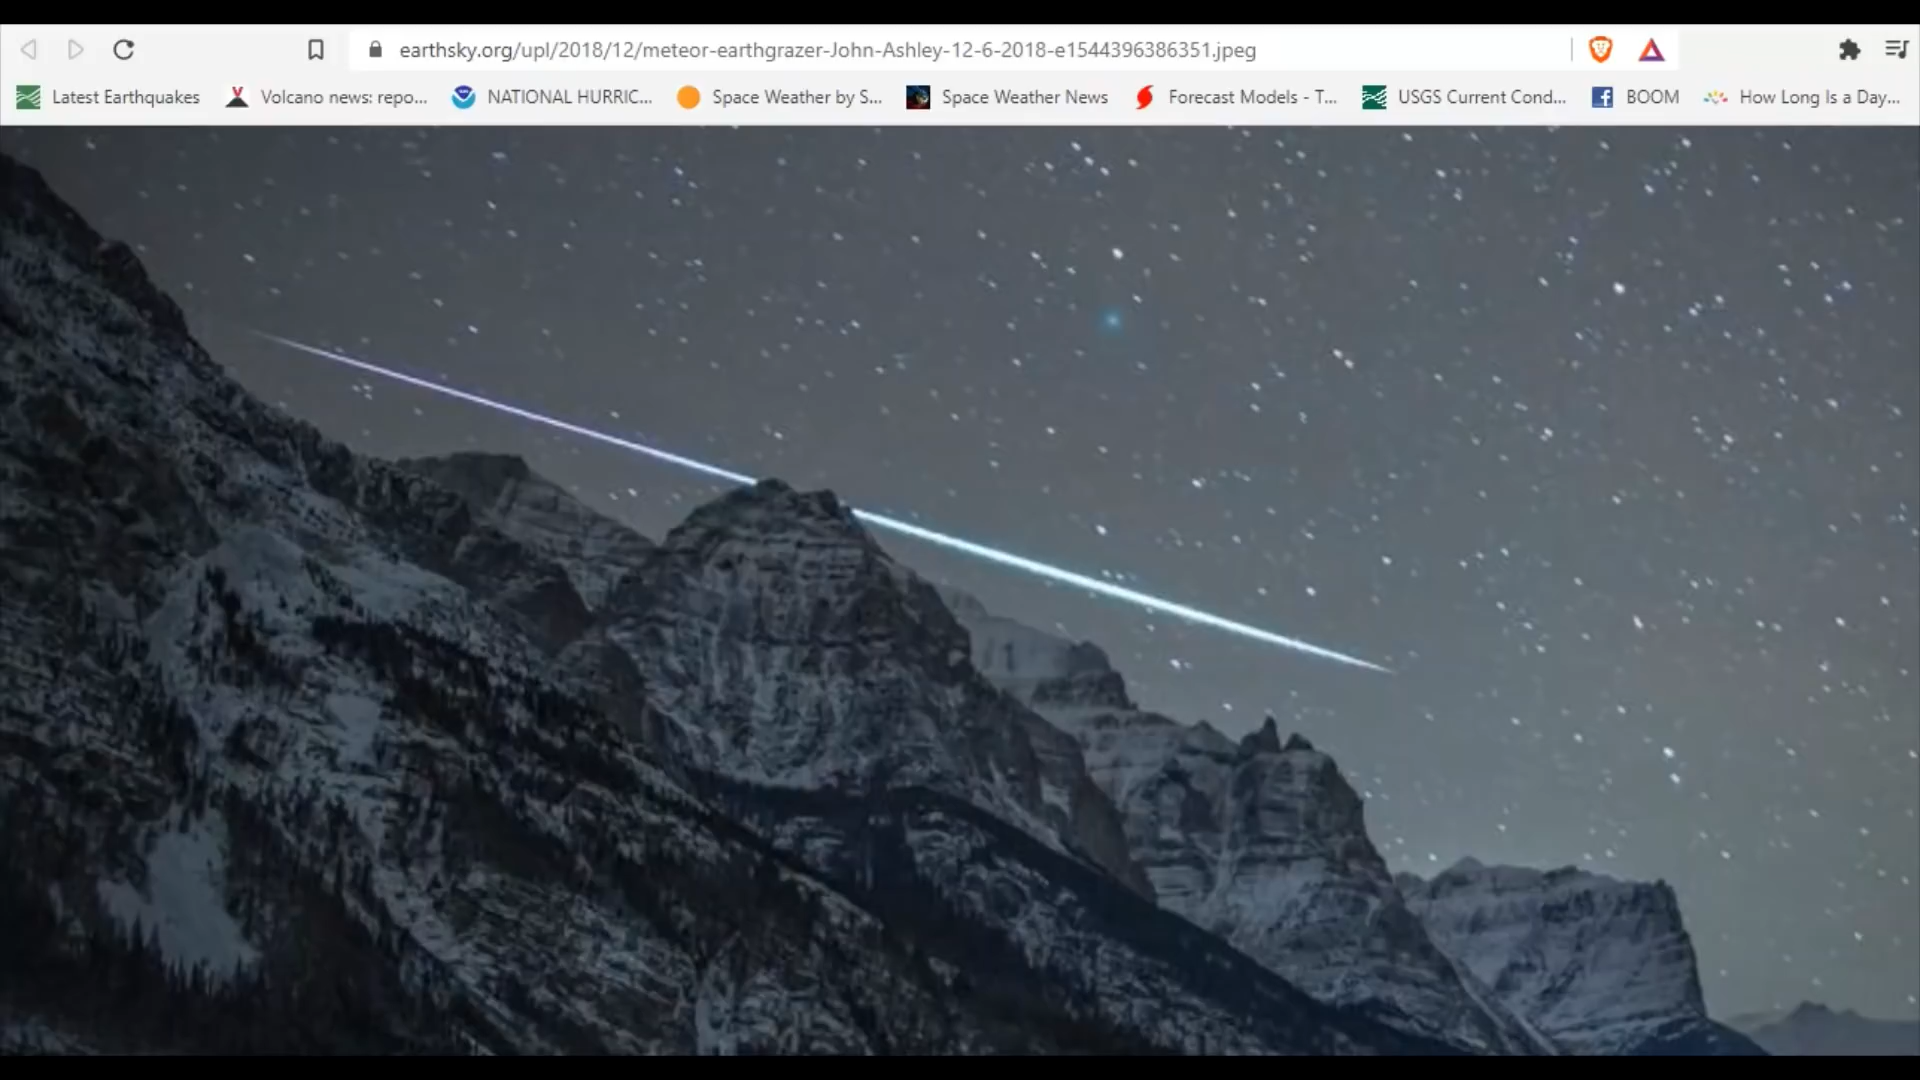 earthsky.org/upl/2018/12/meteor-earthgrazer-John-Ashley-12-6-2018-e1544396386351.jpeg
Latest Earthquakes Volcano news: repo... NATIONAL HURRIC... Space Weather by S... Space Weather News Forecast Models - T... USGS Current Cond... BOOM How Long Is a Day...